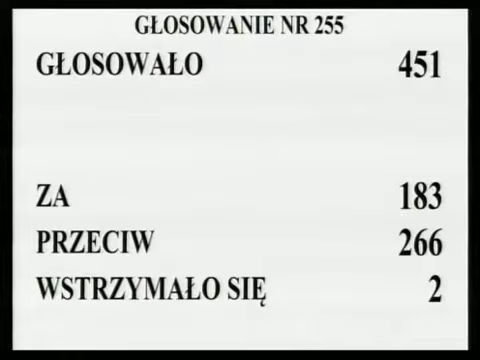 GŁOSOWANIE NR 255
GŁOSOWAŁO 451
ZA 183
PRZECIW 266
WSTRZYMAŁO SIĘ 2